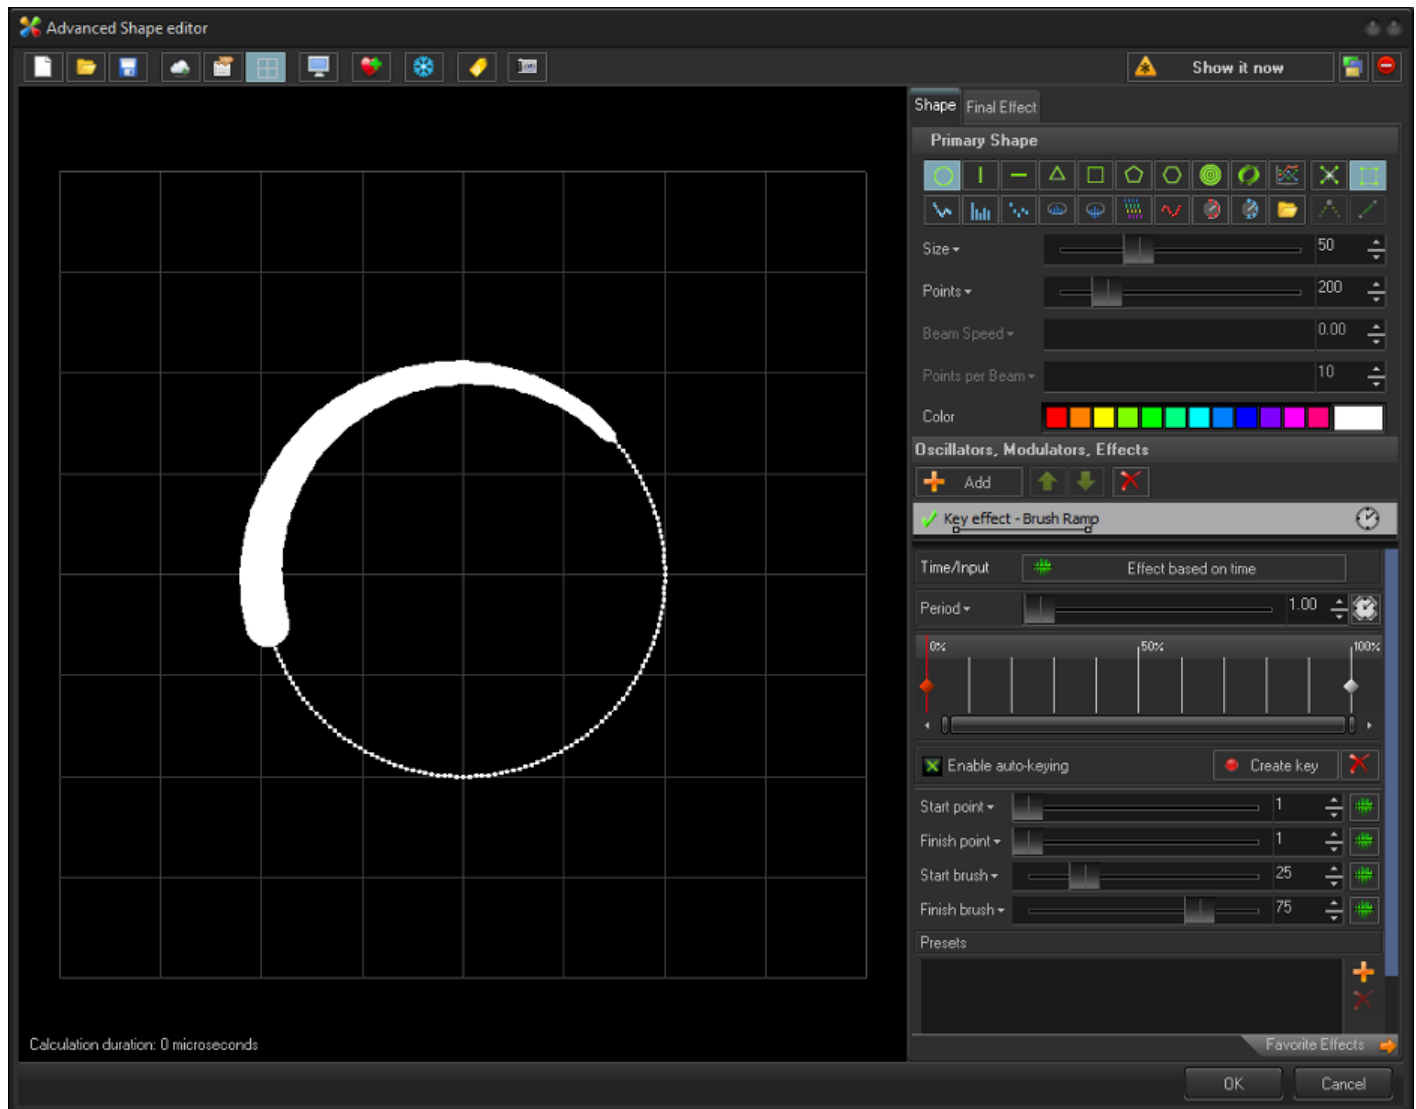 Advanced Shape editor
Show it now
Shape Final Effect
Primary Shape
Size 50
Points 200
Beam Speed 0.00
Points per Beam 10
Color
Oscillators, Modulators, Effects
Add
Key effect - Brush Ramp
Time/Input Effect based on time
Period 1.00
0% 50% 100%
Enable auto-keying Create key
Start point 1
Finish point 1
Start brush 25
Finish brush 75
Presets
Calculation duration: 0 microseconds
Favorite Effects
OK Cancel